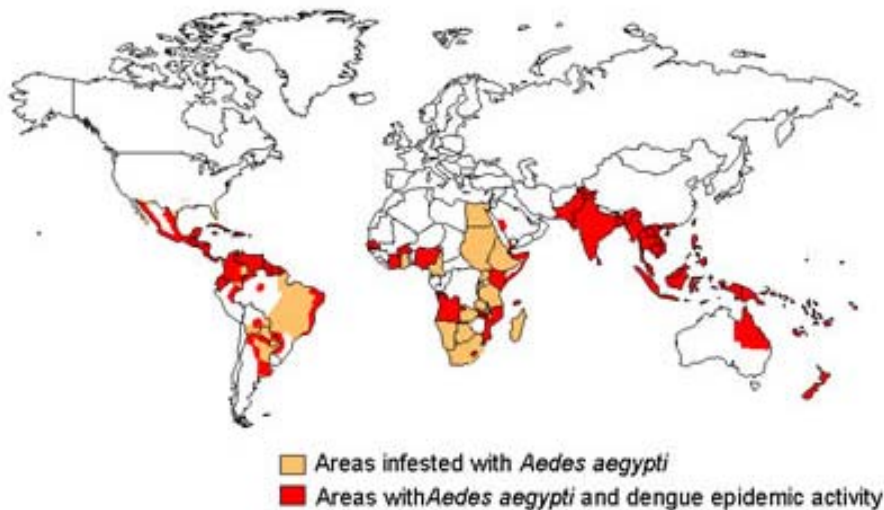 Areas infested with Aedes aegypti
Areas withAedes aegypti and dengue epidemic activity